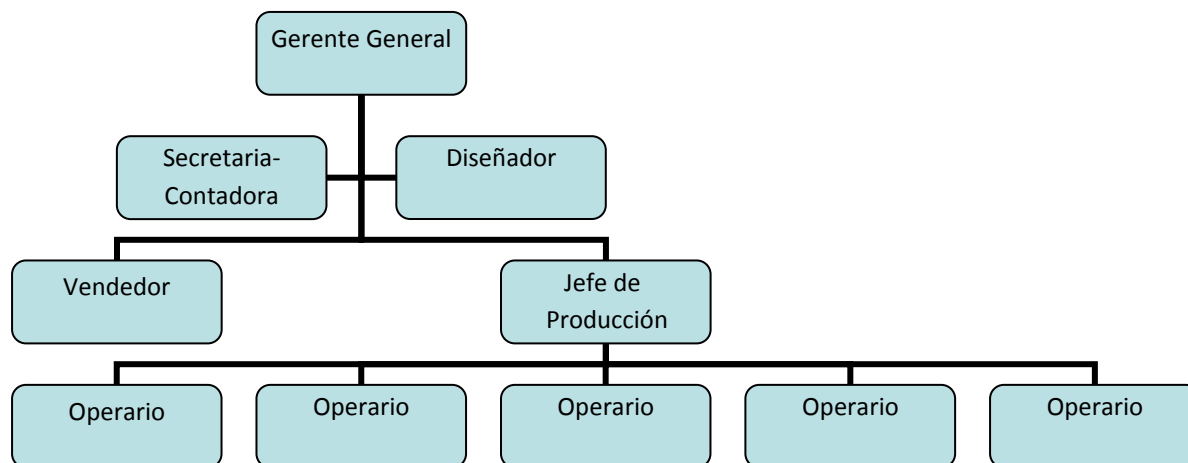 Gerente General
Secretaria-
Contadora
Diseñador
Vendedor
Jefe de
Producción
Operario
Operario
Operario
Operario
Operario